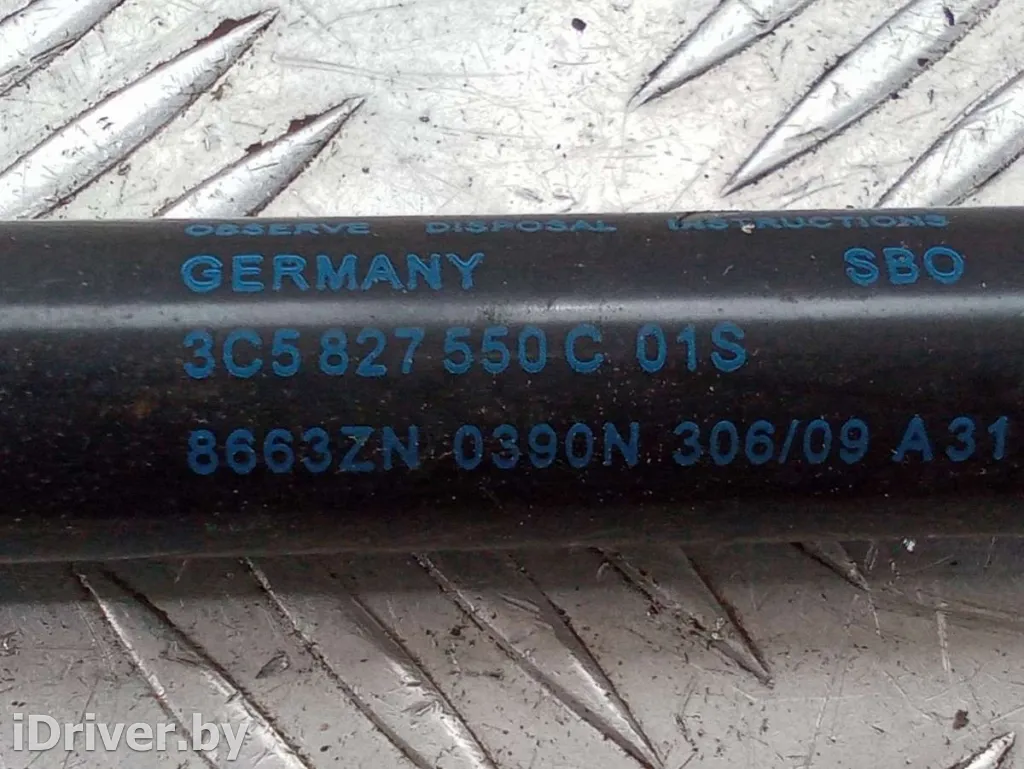 OBSERVE DISPOSAL INSTRUCTIONS
GERMANY SBO
3C5 827 550 C 01S
8663ZN 0390N 306/09 A31
iDriver.by